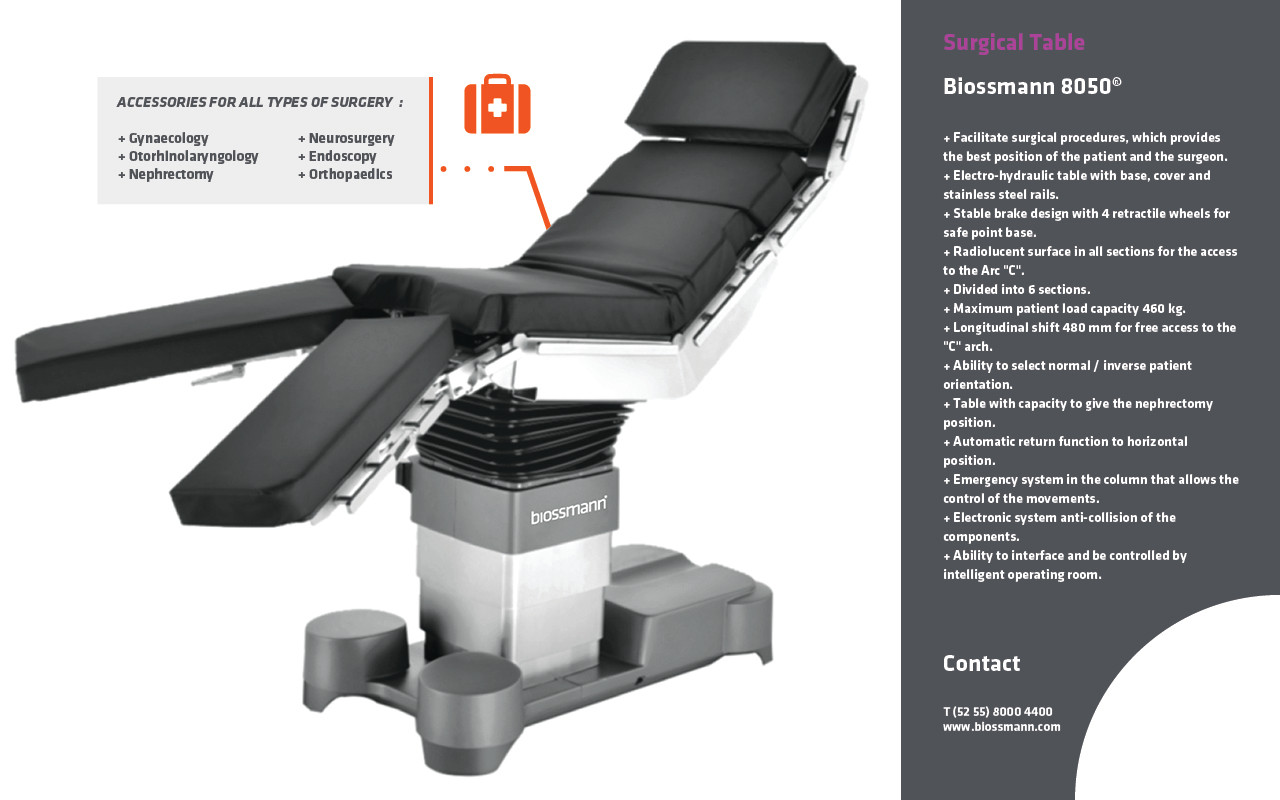 ACCESSORIES FOR ALL TYPES OF SURGERY :
+ Gynaecology
+ Otorhinolaryngology
+ Nephrectomy
+ Neurosurgery
+ Endoscopy
+ Orthopaedics
biossmann®
Surgical Table
Biossmann 8050®
+ Facilitate surgical procedures, which provides
the best position of the patient and the surgeon.
+ Electro-hydraulic table with base, cover and
stainless steel rails.
+ Stable brake design with 4 retractile wheels for
safe point base.
+ Radiolucent surface in all sections for the access
to the Arc "C".
+ Divided into 6 sections.
+ Maximum patient load capacity 460 kg.
+ Longitudinal shift 480 mm for free access to the
"C" arch.
+ Ability to select normal / inverse patient
orientation.
+ Table with capacity to give the nephrectomy
position.
+ Automatic return function to horizontal
position.
+ Emergency system in the column that allows the
control of the movements.
+ Electronic system anti-collision of the
components.
+ Ability to interface and be controlled by
intelligent operating room.
Contact
T (52 55) 8000 4400
www.biossmann.com